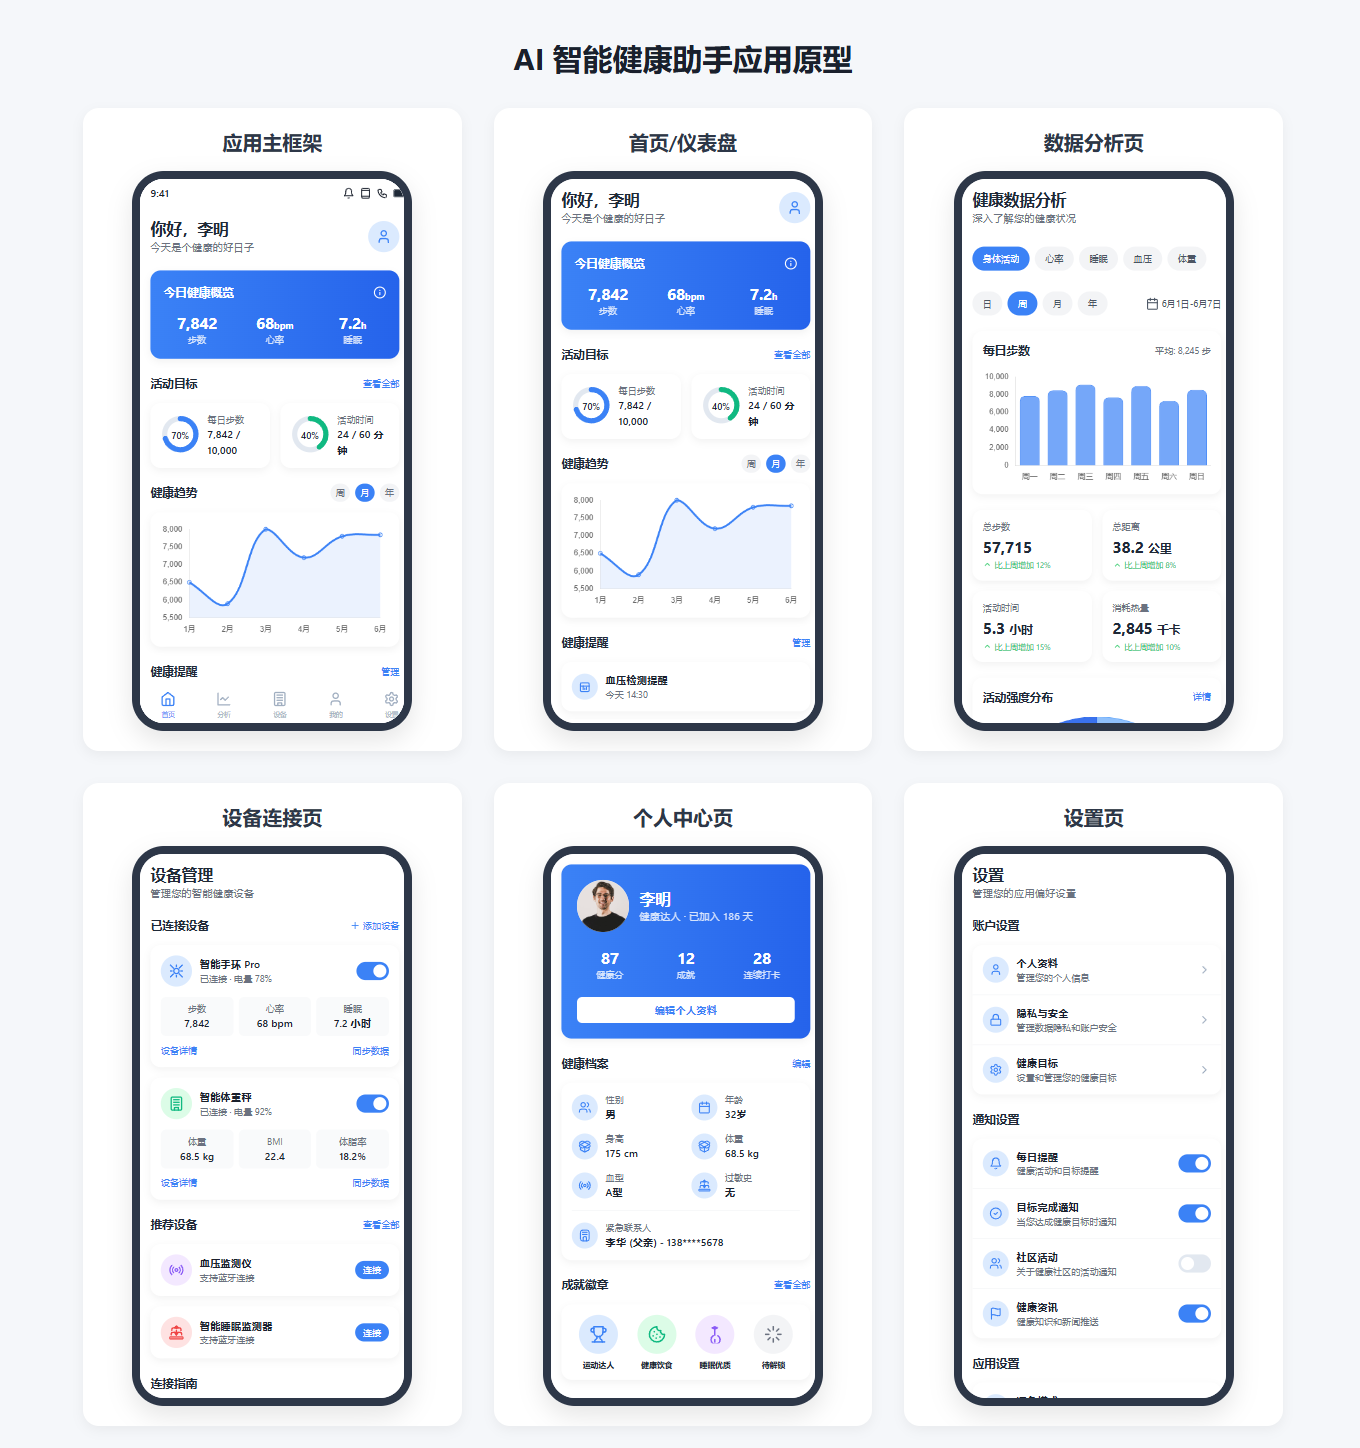 AI 智能健康助手应用原型
应用主框架
9:41
你好，李明
今天是个健康的好日子
今日健康概览
7,842 68bpm 7.2h
步数 心率 睡眠
活动目标 查看全部
70%
每日步数
7,842 /
10,000
40%
活动时间
24 / 60 分
钟
健康趋势 周 月 年
8,000
7,500
7,000
6,500
6,000
5,500
1月 2月 3月 4月 5月 6月
健康提醒 管理
首页 分析 设备 我的 设置
首页/仪表盘
你好，李明
今天是个健康的好日子
今日健康概览
7,842 68bpm 7.2h
步数 心率 睡眠
活动目标 查看全部
70%
每日步数
7,842 /
10,000
40%
活动时间
24 / 60 分
钟
健康趋势 周 月 年
8,000
7,500
7,000
6,500
6,000
5,500
1月 2月 3月 4月 5月 6月
健康提醒 管理
血压检测提醒
今天 14:30
数据分析页
健康数据分析
深入了解您的健康状况
身体活动 心率 睡眠 血压 体重
日 周 月 年 6月1日-6月7日
每日步数 平均: 8,245 步
10,000
8,000
6,000
4,000
2,000
0
周一 周二 周三 周四 周五 周六 周日
总步数
57,715
比上周增加 12%
总距离
38.2 公里
比上周增加 8%
活动时间
5.3 小时
比上周增加 15%
消耗热量
2,845 千卡
比上周增加 10%
活动强度分布 详情
设备连接页
设备管理
管理您的智能健康设备
已连接设备 + 添加设备
智能手环 Pro
已连接 · 电量 78%
步数 心率 睡眠
7,842 68 bpm 7.2 小时
设备详情 同步数据
智能体重秤
已连接 · 电量 92%
体重 BMI 体脂率
68.5 kg 22.4 18.2%
设备详情 同步数据
推荐设备 查看全部
血压监测仪
支持蓝牙连接
连接
智能睡眠监测器
支持蓝牙连接
连接
连接指南
个人中心页
李明
健康达人 · 已加入 186 天
87 12 28
健康分 成就 连续打卡
编辑个人资料
健康档案 编辑
性别
男
年龄
32岁
身高
175 cm
体重
68.5 kg
血型
A型
过敏史
无
紧急联系人
李华 (父亲) - 138****5678
成就徽章 查看全部
运动达人 健康饮食 睡眠优质 待解锁
设置页
设置
管理您的应用偏好设置
账户设置
个人资料
管理您的个人信息
隐私与安全
管理数据隐私和账户安全
健康目标
设置和管理您的健康目标
通知设置
每日提醒
健康活动和目标提醒
目标完成通知
当您达成健康目标时通知
社区活动
关于健康社区的活动通知
健康资讯
健康知识和新闻推送
应用设置